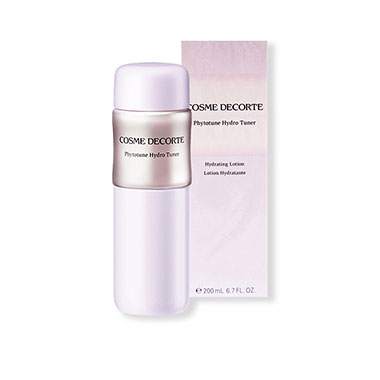 COSME DECORTE
Phytotune Hydro Tuner
COSME DECORTE
Phytotune Hydro Tuner
Hydrating Lotion
Lotion Hydratante
℮ 200 mL 6.7 FL. OZ.